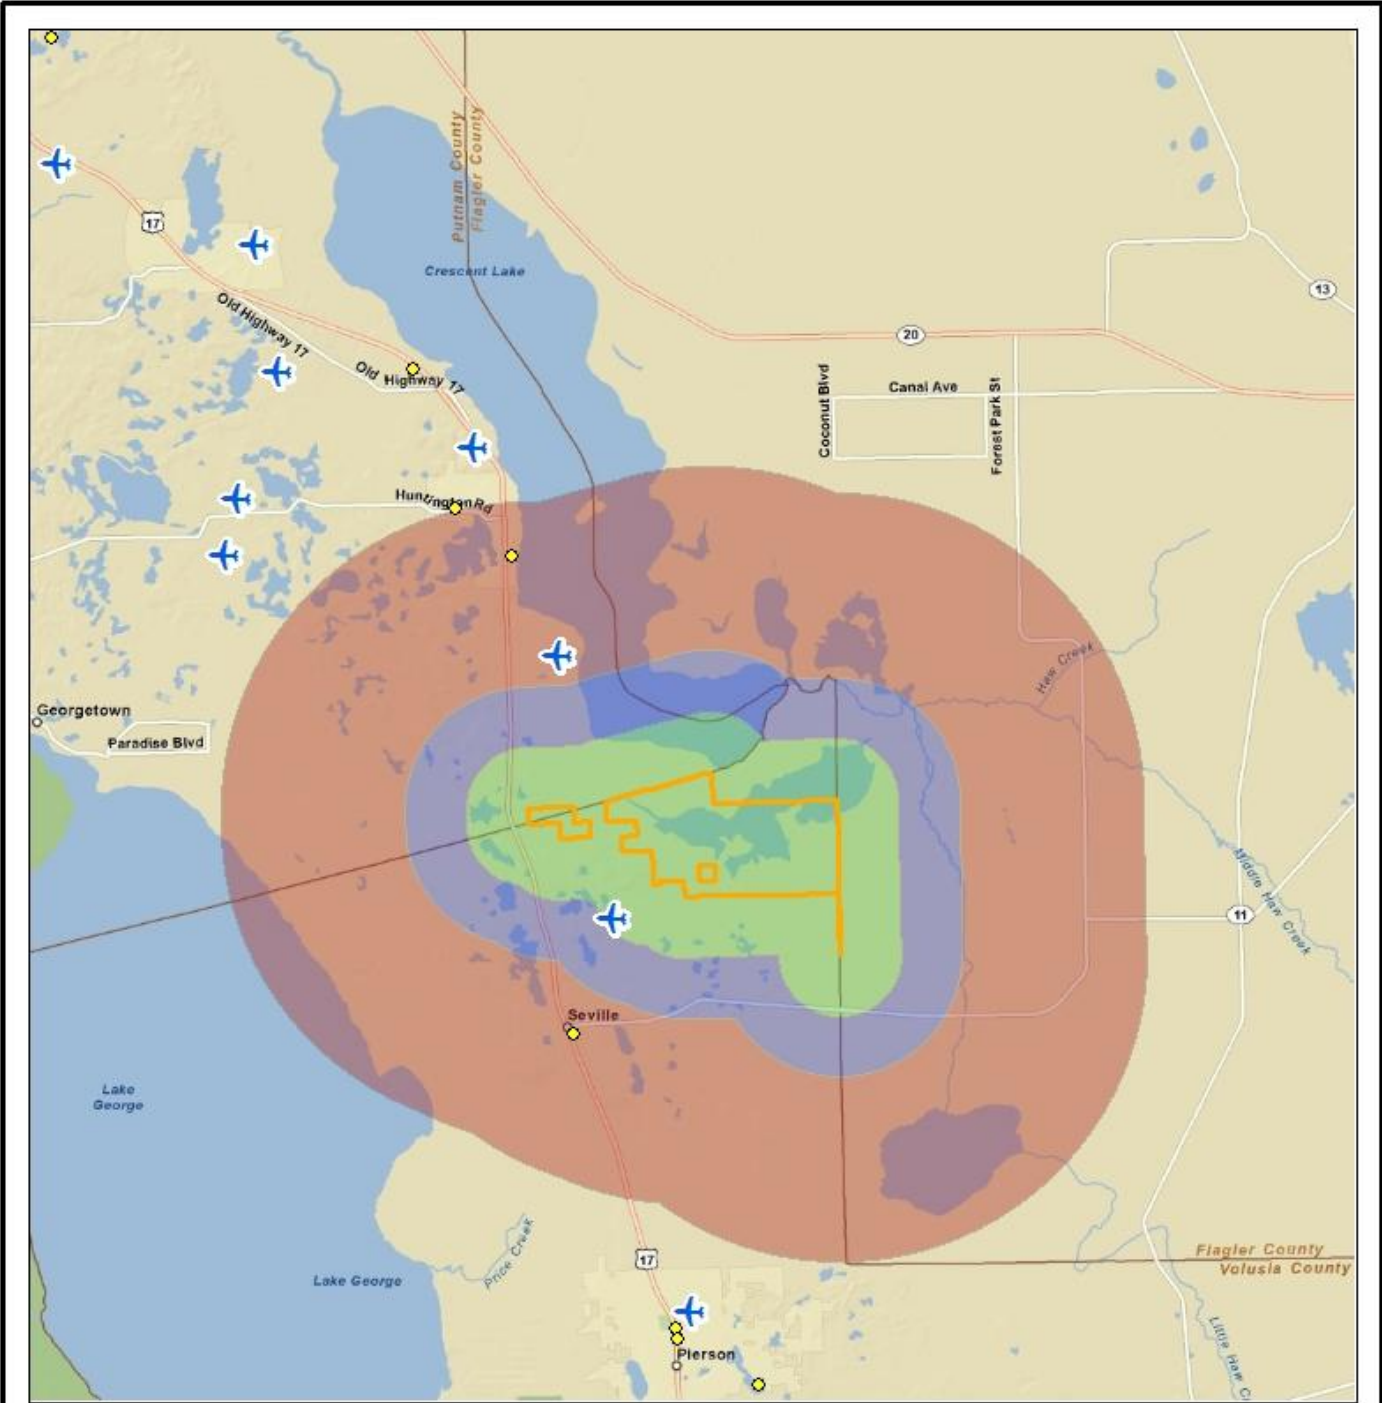 Putnam County
Flagler County
17
Crescent Lake
13
Old Highway 17
20
Old Highway 17
Canal Ave
Coconut Blvd
Forest Park St
Huntington Rd
Haw Creek
Georgetown
Paradise Blvd
Middle Haw Creek
11
Seville
Lake
George
Price Creek
Flagler County
Volusia County
17
Lake George
Little Haw C
Pierson